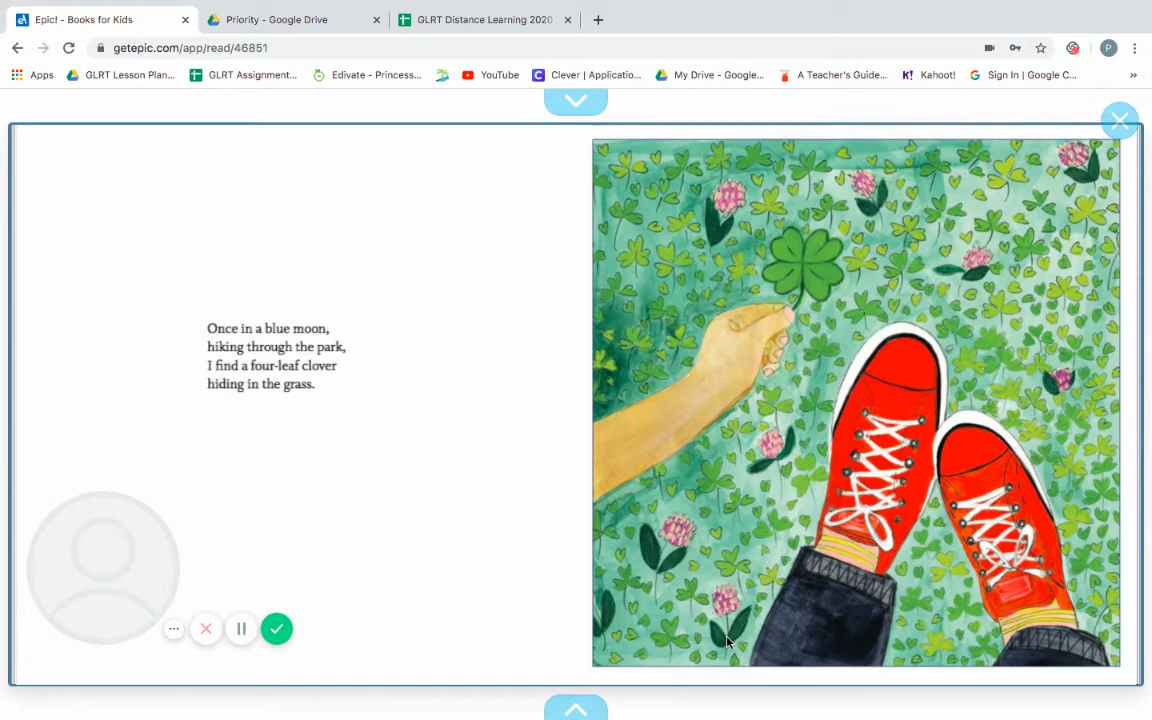 Epic! - Books for Kids
Priority - Google Drive
GLRT Distance Learning 2020
getepic.com/app/read/46851
P
Apps
GLRT Lesson Plan...
GLRT Assignment...
Edivate - Princess...
YouTube
Clever | Applicatio...
My Drive - Google...
A Teacher's Guide...
K! Kahoot!
Sign In | Google C...
Once in a blue moon,
hiking through the park,
I find a four-leaf clover
hiding in the grass.